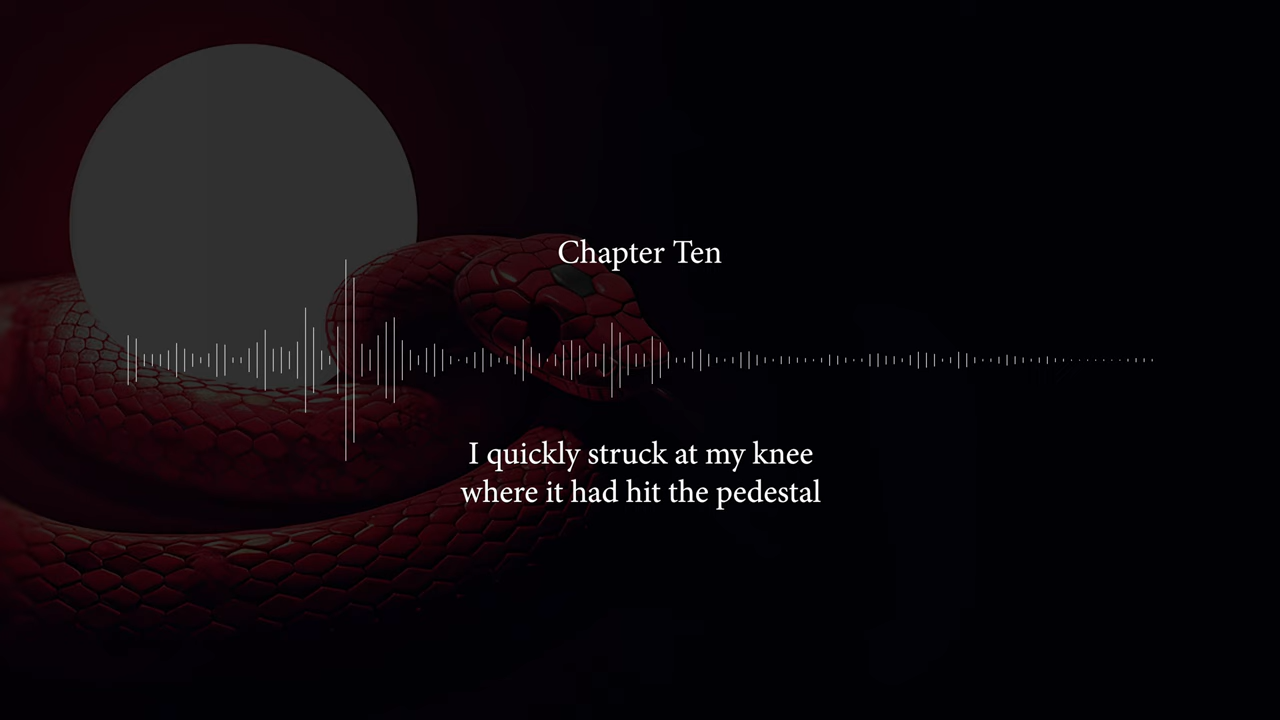 Chapter Ten
I quickly struck at my knee
where it had hit the pedestal